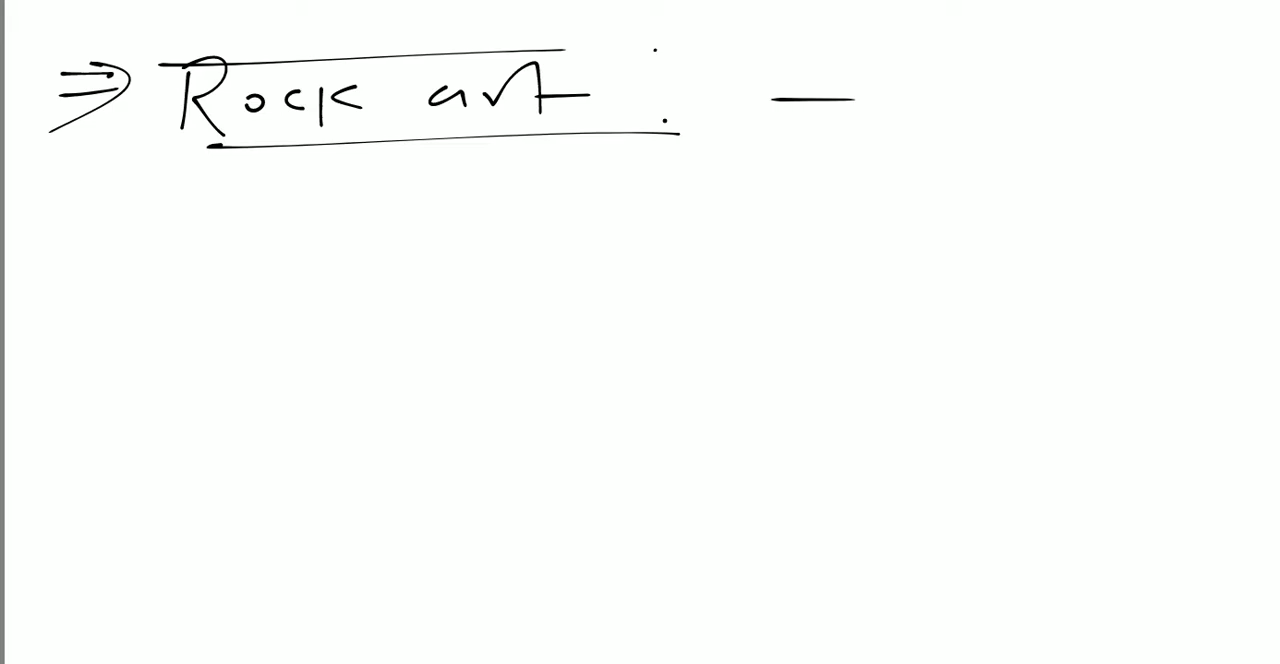 ⇒ Rock art : —